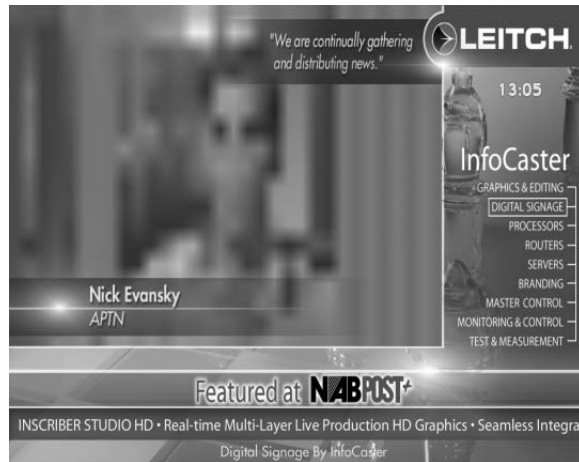 "We are continually gathering
and distributing news."
LEITCH
13:05
InfoCaster
GRAPHICS & EDITING
DIGITAL SIGNAGE
PROCESSORS
ROUTERS
SERVERS
BRANDING
MASTER CONTROL
MONITORING & CONTROL
TEST & MEASUREMENT
Nick Evansky
APTN
Featured at NABPOST+
INSCRIBER STUDIO HD • Real-time Multi-Layer Live Production HD Graphics • Seamless Integra
Digital Signage By InfoCaster